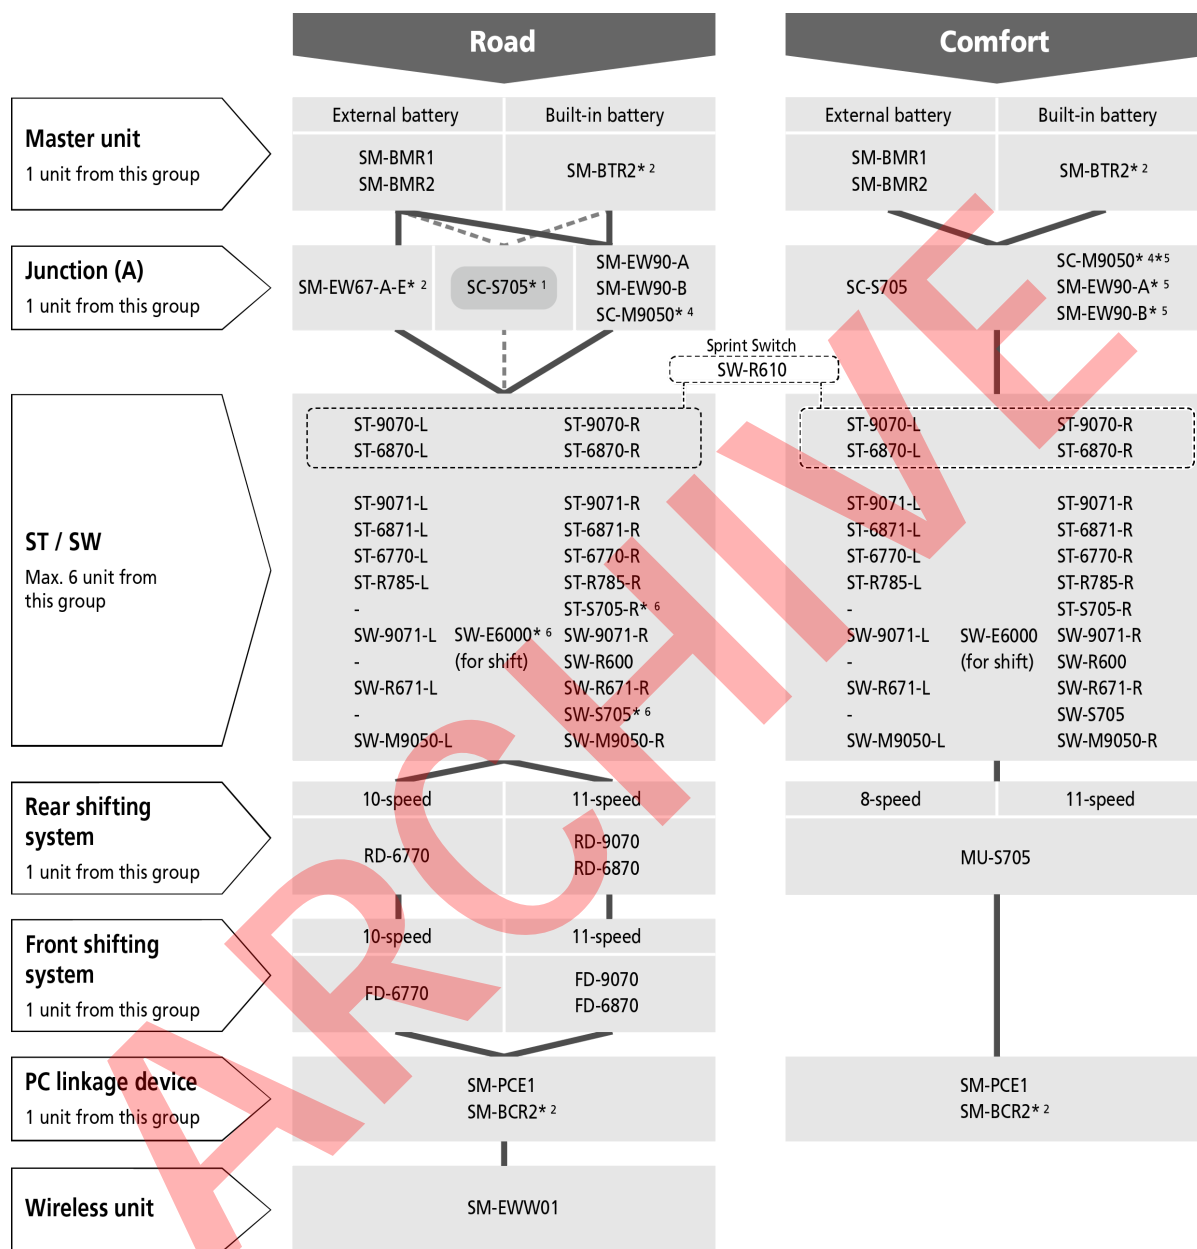 Road
Comfort
Master unit
1 unit from this group
External battery
Built-in battery
External battery
Built-in battery
SM-BMR1
SM-BMR2
SM-BTR2* 2
SM-BMR1
SM-BMR2
SM-BTR2* 2
Junction (A)
1 unit from this group
SM-EW67-A-E* 2
SC-S705* 1
SM-EW90-A
SM-EW90-B
SC-M9050* 4
SC-S705
SC-M9050* 4*5
SM-EW90-A* 5
SM-EW90-B* 5
Sprint Switch
SW-R610
ST / SW
Max. 6 unit from
this group
ST-9070-L ST-9070-R
ST-6870-L ST-6870-R
ST-9071-L ST-9071-R
ST-6871-L ST-6871-R
ST-6770-L ST-6770-R
ST-R785-L ST-R785-R
- ST-S705-R* 6
SW-9071-L SW-E6000* 6 SW-9071-R
- (for shift) SW-R600
SW-R671-L SW-R671-R
- SW-S705* 6
SW-M9050-L SW-M9050-R
ST-9070-L ST-9070-R
ST-6870-L ST-6870-R
ST-9071-L ST-9071-R
ST-6871-L ST-6871-R
ST-6770-L ST-6770-R
ST-R785-L ST-R785-R
- ST-S705-R
SW-9071-L SW-E6000 SW-9071-R
- (for shift) SW-R600
SW-R671-L SW-R671-R
- SW-S705
SW-M9050-L SW-M9050-R
Rear shifting
system
1 unit from this group
10-speed
11-speed
RD-6770
RD-9070
RD-6870
8-speed
11-speed
MU-S705
Front shifting
system
1 unit from this group
10-speed
11-speed
FD-6770
FD-9070
FD-6870
PC linkage device
1 unit from this group
SM-PCE1
SM-BCR2* 2
SM-PCE1
SM-BCR2* 2
Wireless unit
SM-EWW01
ARCHIVE